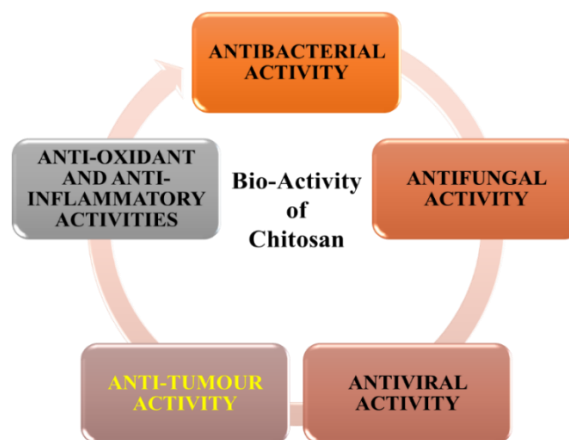 ANTIBACTERIAL
ACTIVITY
ANTIFUNGAL
ACTIVITY
ANTIVIRAL
ACTIVITY
ANTI-TUMOUR
ACTIVITY
ANTI-OXIDANT
AND ANTI-
INFLAMMATORY
ACTIVITIES
Bio-Activity
of
Chitosan